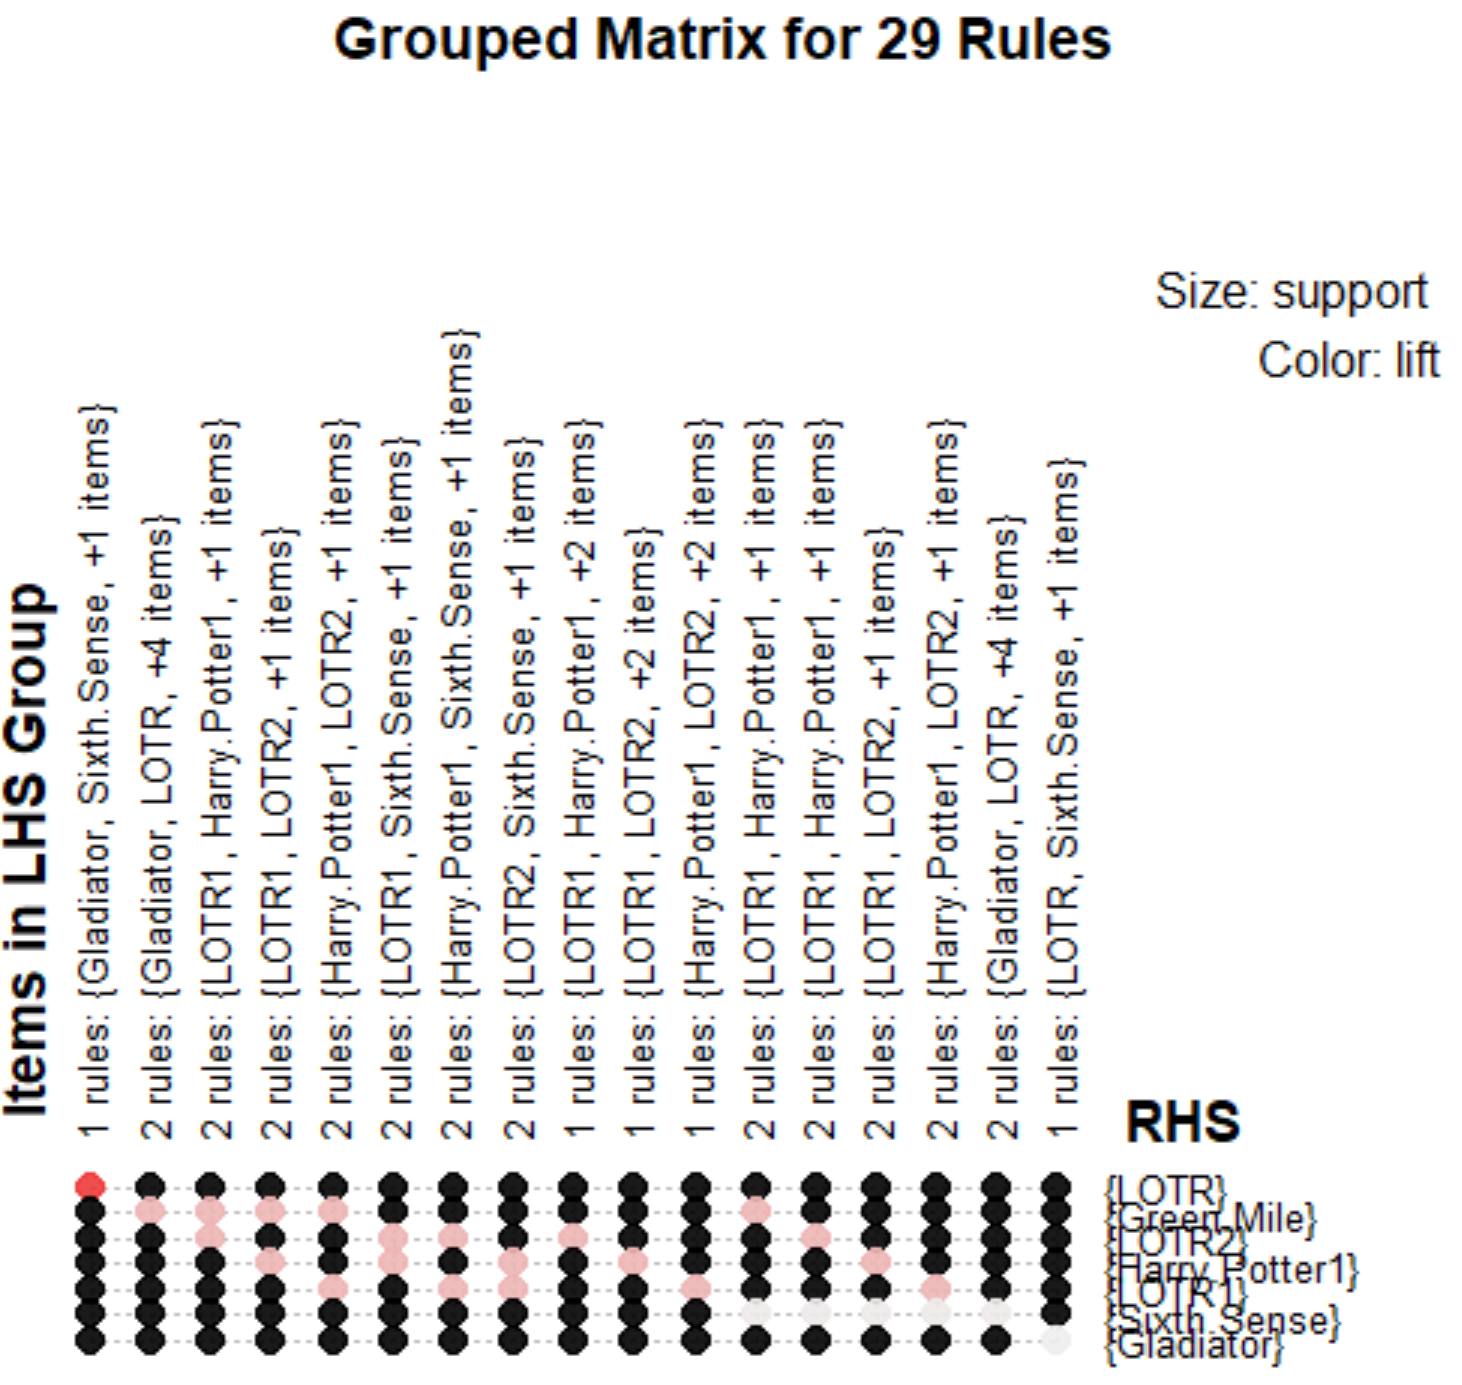 Grouped Matrix for 29 Rules
Size: support
Color: lift
Items in LHS Group
1 rules: {Gladiator, Sixth.Sense, +1 items}
2 rules: {Gladiator, LOTR, +4 items}
2 rules: {LOTR1, Harry.Potter1, +1 items}
2 rules: {LOTR1, LOTR2, +1 items}
2 rules: {Harry.Potter1, LOTR2, +1 items}
2 rules: {LOTR1, Sixth.Sense, +1 items}
2 rules: {Harry.Potter1, Sixth.Sense, +1 items}
2 rules: {LOTR2, Sixth.Sense, +1 items}
1 rules: {LOTR1, Harry.Potter1, +2 items}
1 rules: {LOTR1, LOTR2, +2 items}
1 rules: {Harry.Potter1, LOTR2, +2 items}
2 rules: {LOTR1, Harry.Potter1, +1 items}
2 rules: {LOTR1, Harry.Potter1, +1 items}
2 rules: {LOTR1, LOTR2, +1 items}
2 rules: {Harry.Potter1, LOTR2, +1 items}
2 rules: {Gladiator, LOTR, +4 items}
1 rules: {LOTR, Sixth.Sense, +1 items}
RHS
{LOTR}
{Green.Mile}
{LOTR2}
{Harry.Potter1}
{LOTR1}
{Sixth.Sense}
{Gladiator}